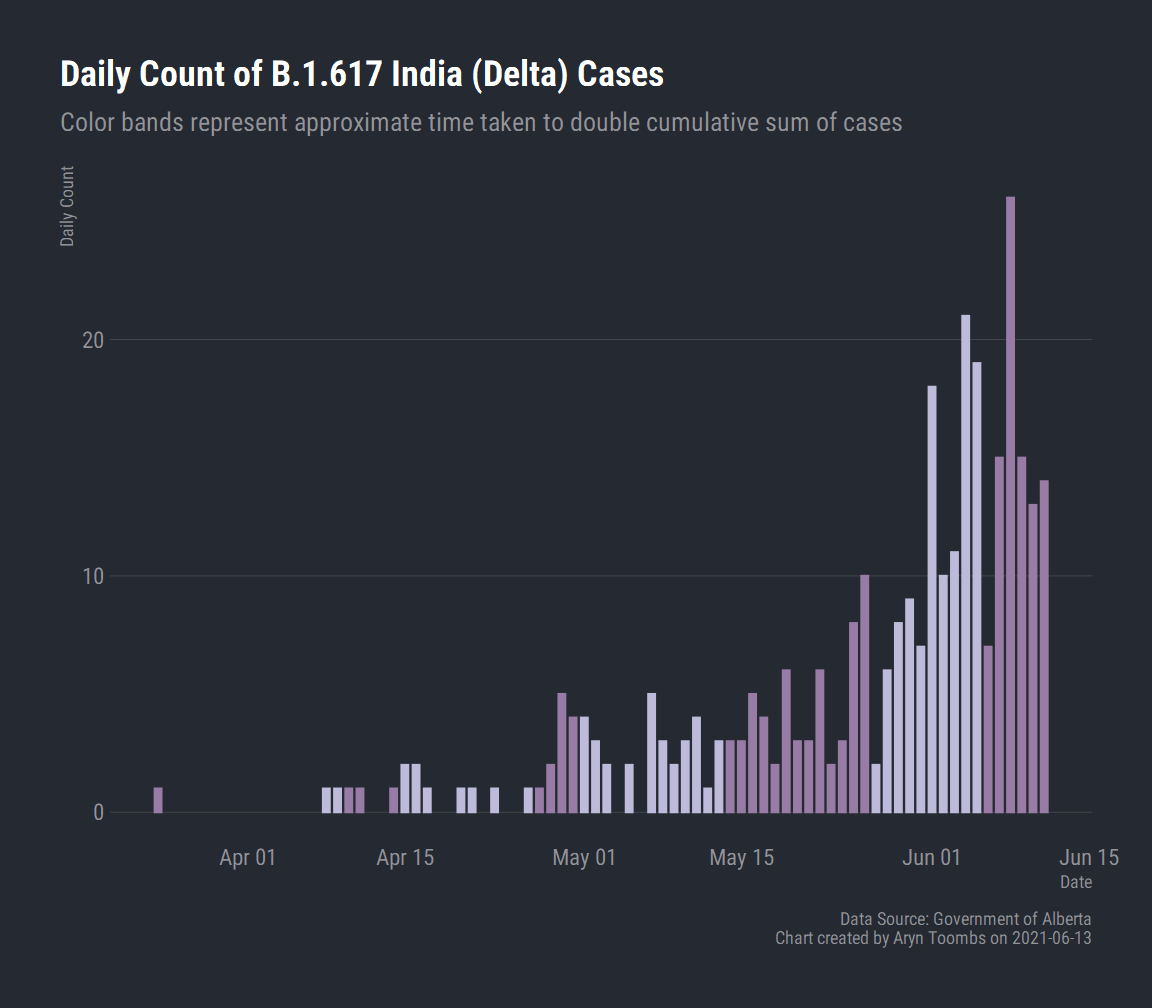 Daily Count of B.1.617 India (Delta) Cases
Color bands represent approximate time taken to double cumulative sum of cases
Daily Count
20
10
0
Apr 01
Apr 15
May 01
May 15
Jun 01
Jun 15
Date
Data Source: Government of Alberta
Chart created by Aryn Toombs on 2021-06-13